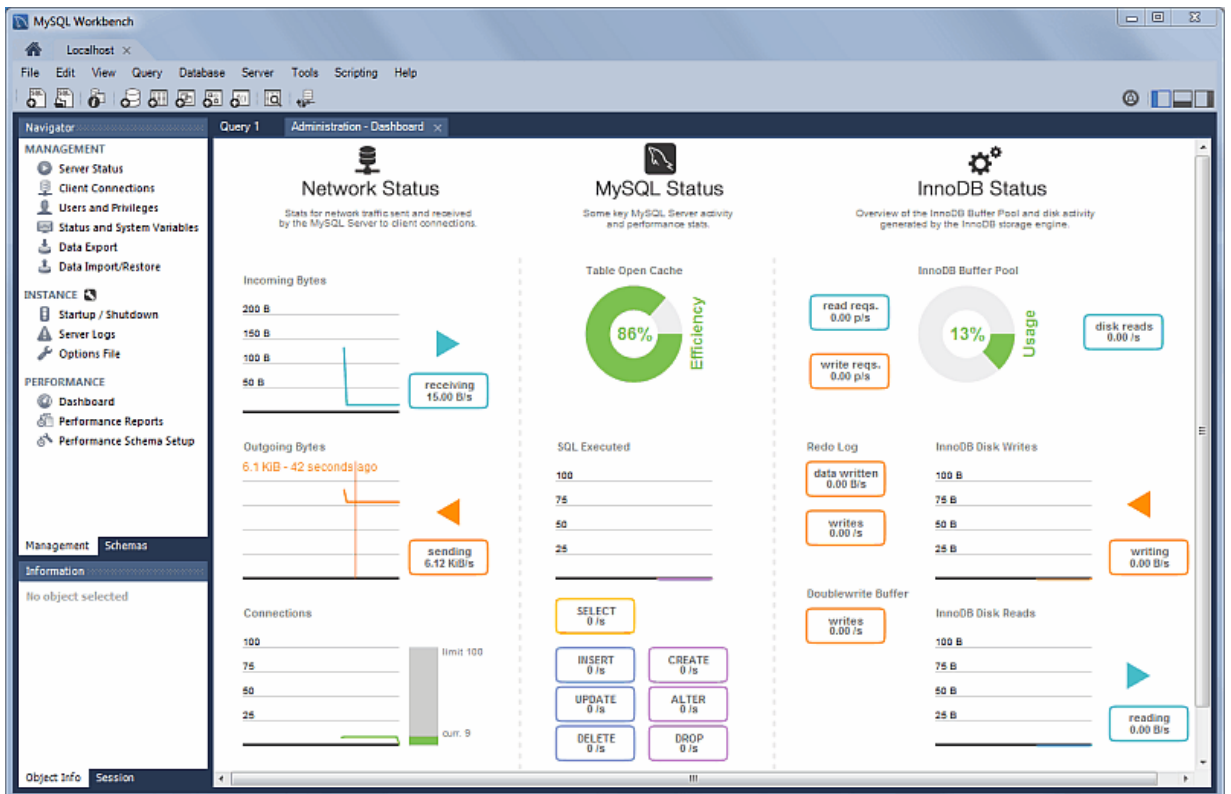 MySQL Workbench
Localhost
File Edit View Query Database Server Tools Scripting Help
Navigator
MANAGEMENT
Server Status
Client Connections
Users and Privileges
Status and System Variables
Data Export
Data Import/Restore
INSTANCE
Startup / Shutdown
Server Logs
Options File
PERFORMANCE
Dashboard
Performance Reports
Performance Schema Setup
Management Schemas
Information
No object selected
Object Info Session
Query 1 Administration - Dashboard
Network Status
Stats for network traffic sent and received
by the MySQL Server to client connections.
Incoming Bytes
200 B
150 B
100 B
50 B
receiving
15.00 B/s
Outgoing Bytes
6.1 KiB - 42 seconds ago
sending
6.12 KiB/s
Connections
100
75
50
25
limit 100
curr. 9
MySQL Status
Some key MySQL Server activity
and performance stats.
Table Open Cache
86%
Efficiency
SQL Executed
100
75
50
25
SELECT
0 /s
INSERT
0 /s
CREATE
0 /s
UPDATE
0 /s
ALTER
0 /s
DELETE
0 /s
DROP
0 /s
InnoDB Status
Overview of the InnoDB Buffer Pool and disk activity
generated by the InnoDB storage engine.
InnoDB Buffer Pool
read reqs.
0.00 p/s
write reqs.
0.00 p/s
13%
Usage
disk reads
0.00 /s
Redo Log
data written
0.00 B/s
writes
0.00 /s
Doublewrite Buffer
writes
0.00 /s
InnoDB Disk Writes
100 B
75 B
50 B
25 B
writing
0.00 B/s
InnoDB Disk Reads
100 B
75 B
50 B
25 B
reading
0.00 B/s